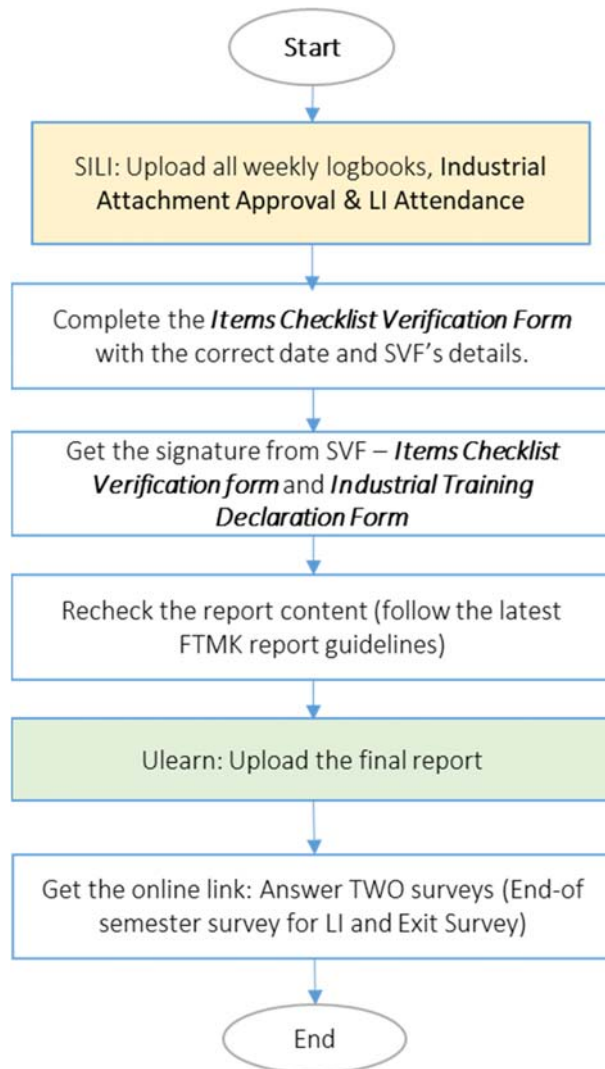 Start
SILI: Upload all weekly logbooks, Industrial
Attachment Approval & LI Attendance
Complete the Items Checklist Verification Form
with the correct date and SVF's details.
Get the signature from SVF – Items Checklist
Verification form and Industrial Training
Declaration Form
Recheck the report content (follow the latest
FTMK report guidelines)
Ulearn: Upload the final report
Get the online link: Answer TWO surveys (End-of
semester survey for LI and Exit Survey)
End